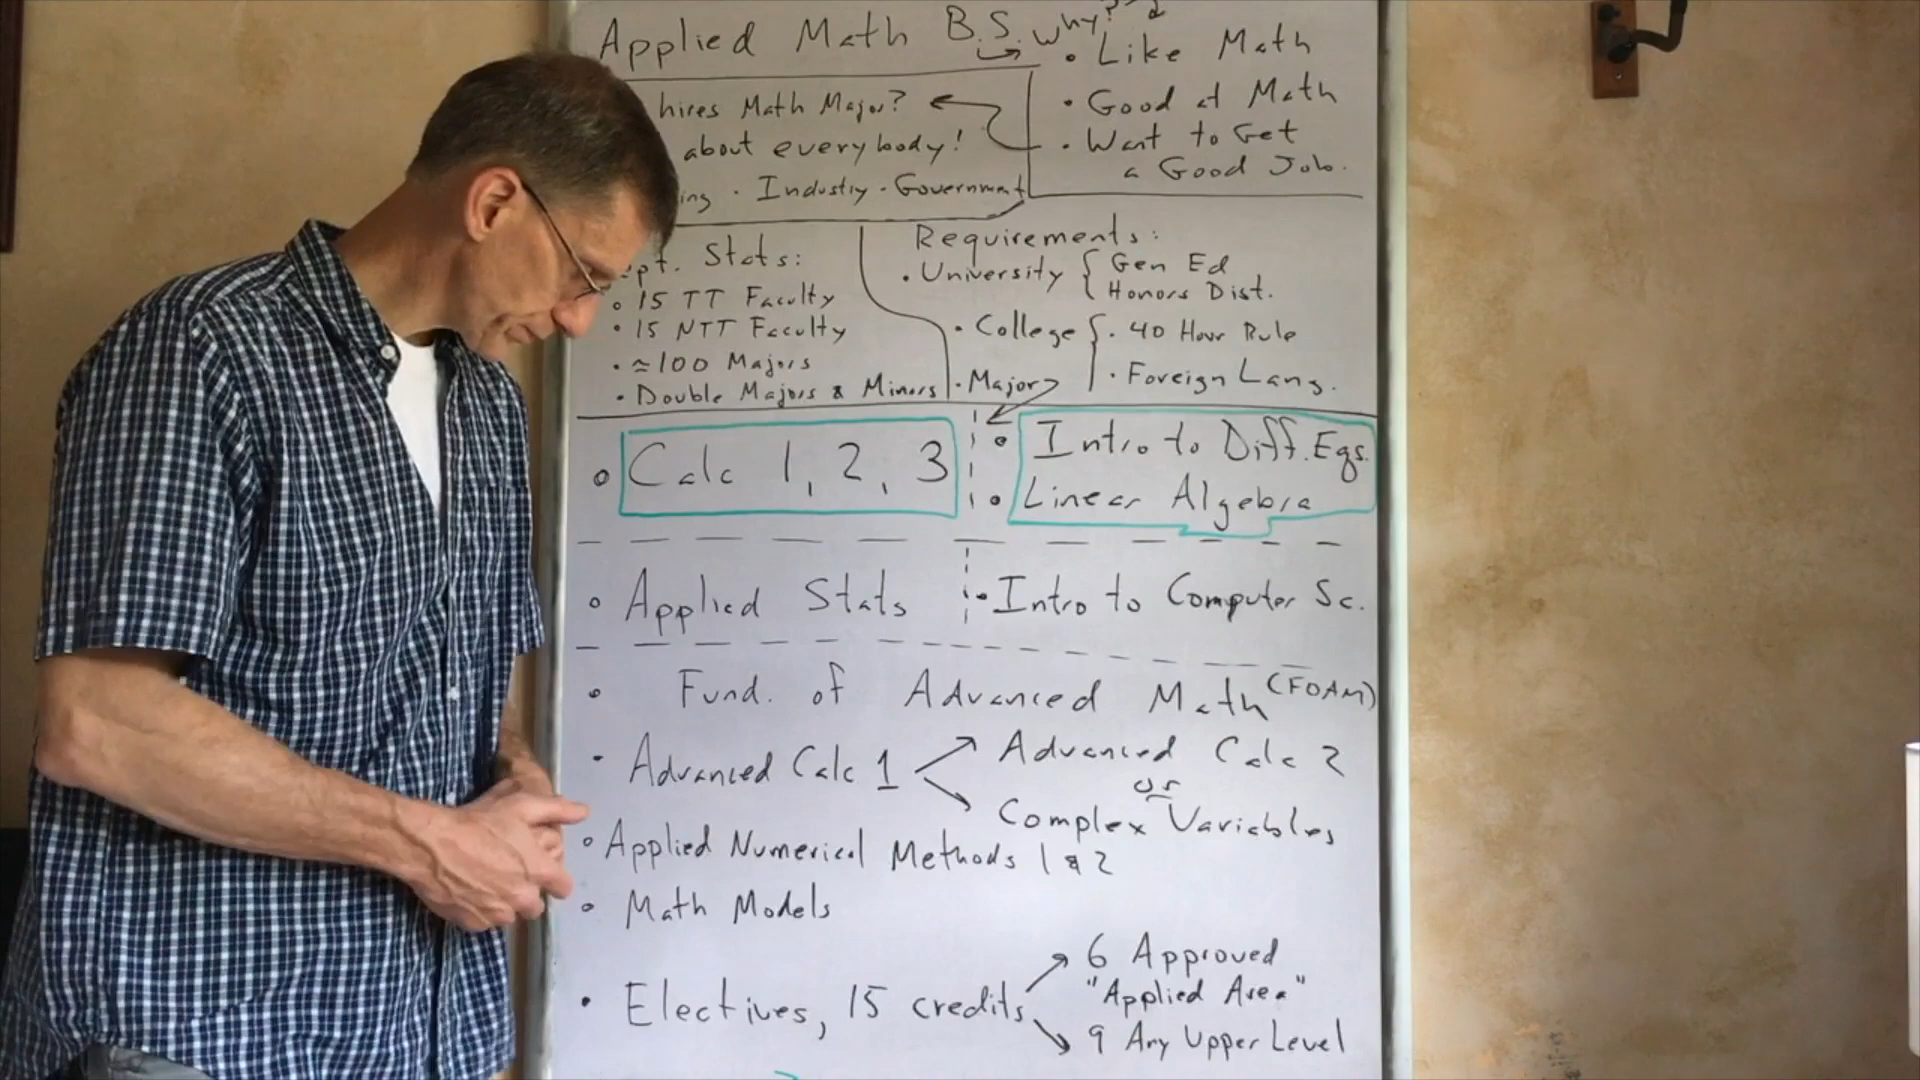 Applied Math B.S. why?
• Like Math
• Good at Math
• Want to Get
a Good Job.
hires Math Major?
about everybody!
ing · Industry · Government
pt. Stats:
• 15 TT Faculty
• 15 NTT Faculty
• ≈100 Majors
• Double Majors & Minors
Requirements:
• University { Gen Ed
Honors Dist.
• College { • 40 Hour Rule
• Foreign Lang.
• Major
• Calc 1, 2, 3
• Intro to Diff. Eqs.
• Linear Algebra
• Applied Stats
• Intro to Computer Sc.
• Fund. of Advanced Math (FOAM)
• Advanced Calc 1
Advanced Calc 2
or
Complex Variables
• Applied Numerical Methods 1 & 2
• Math Models
• Electives, 15 credits
6 Approved
"Applied Area"
9 Any Upper Level